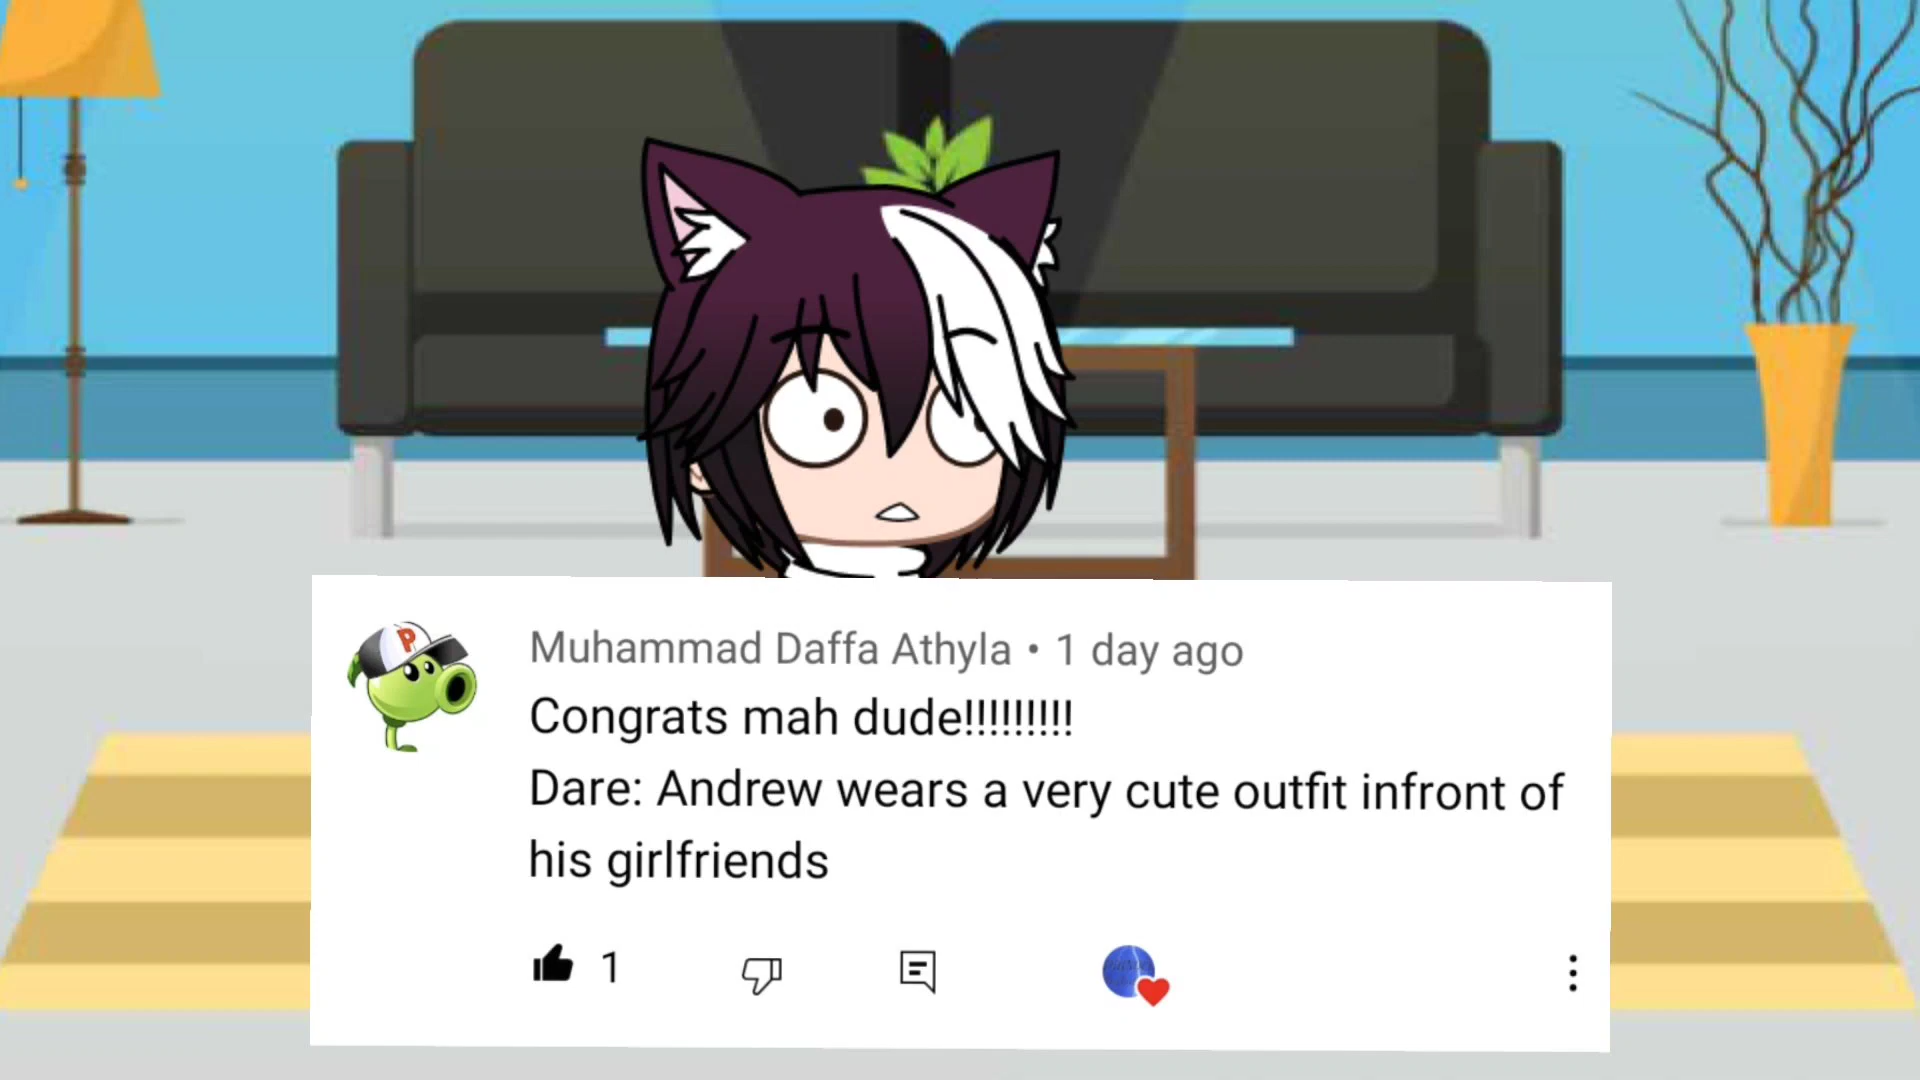 P
Muhammad Daffa Athyla • 1 day ago
Congrats mah dude!!!!!!!!!
Dare: Andrew wears a very cute outfit infront of
his girlfriends
1